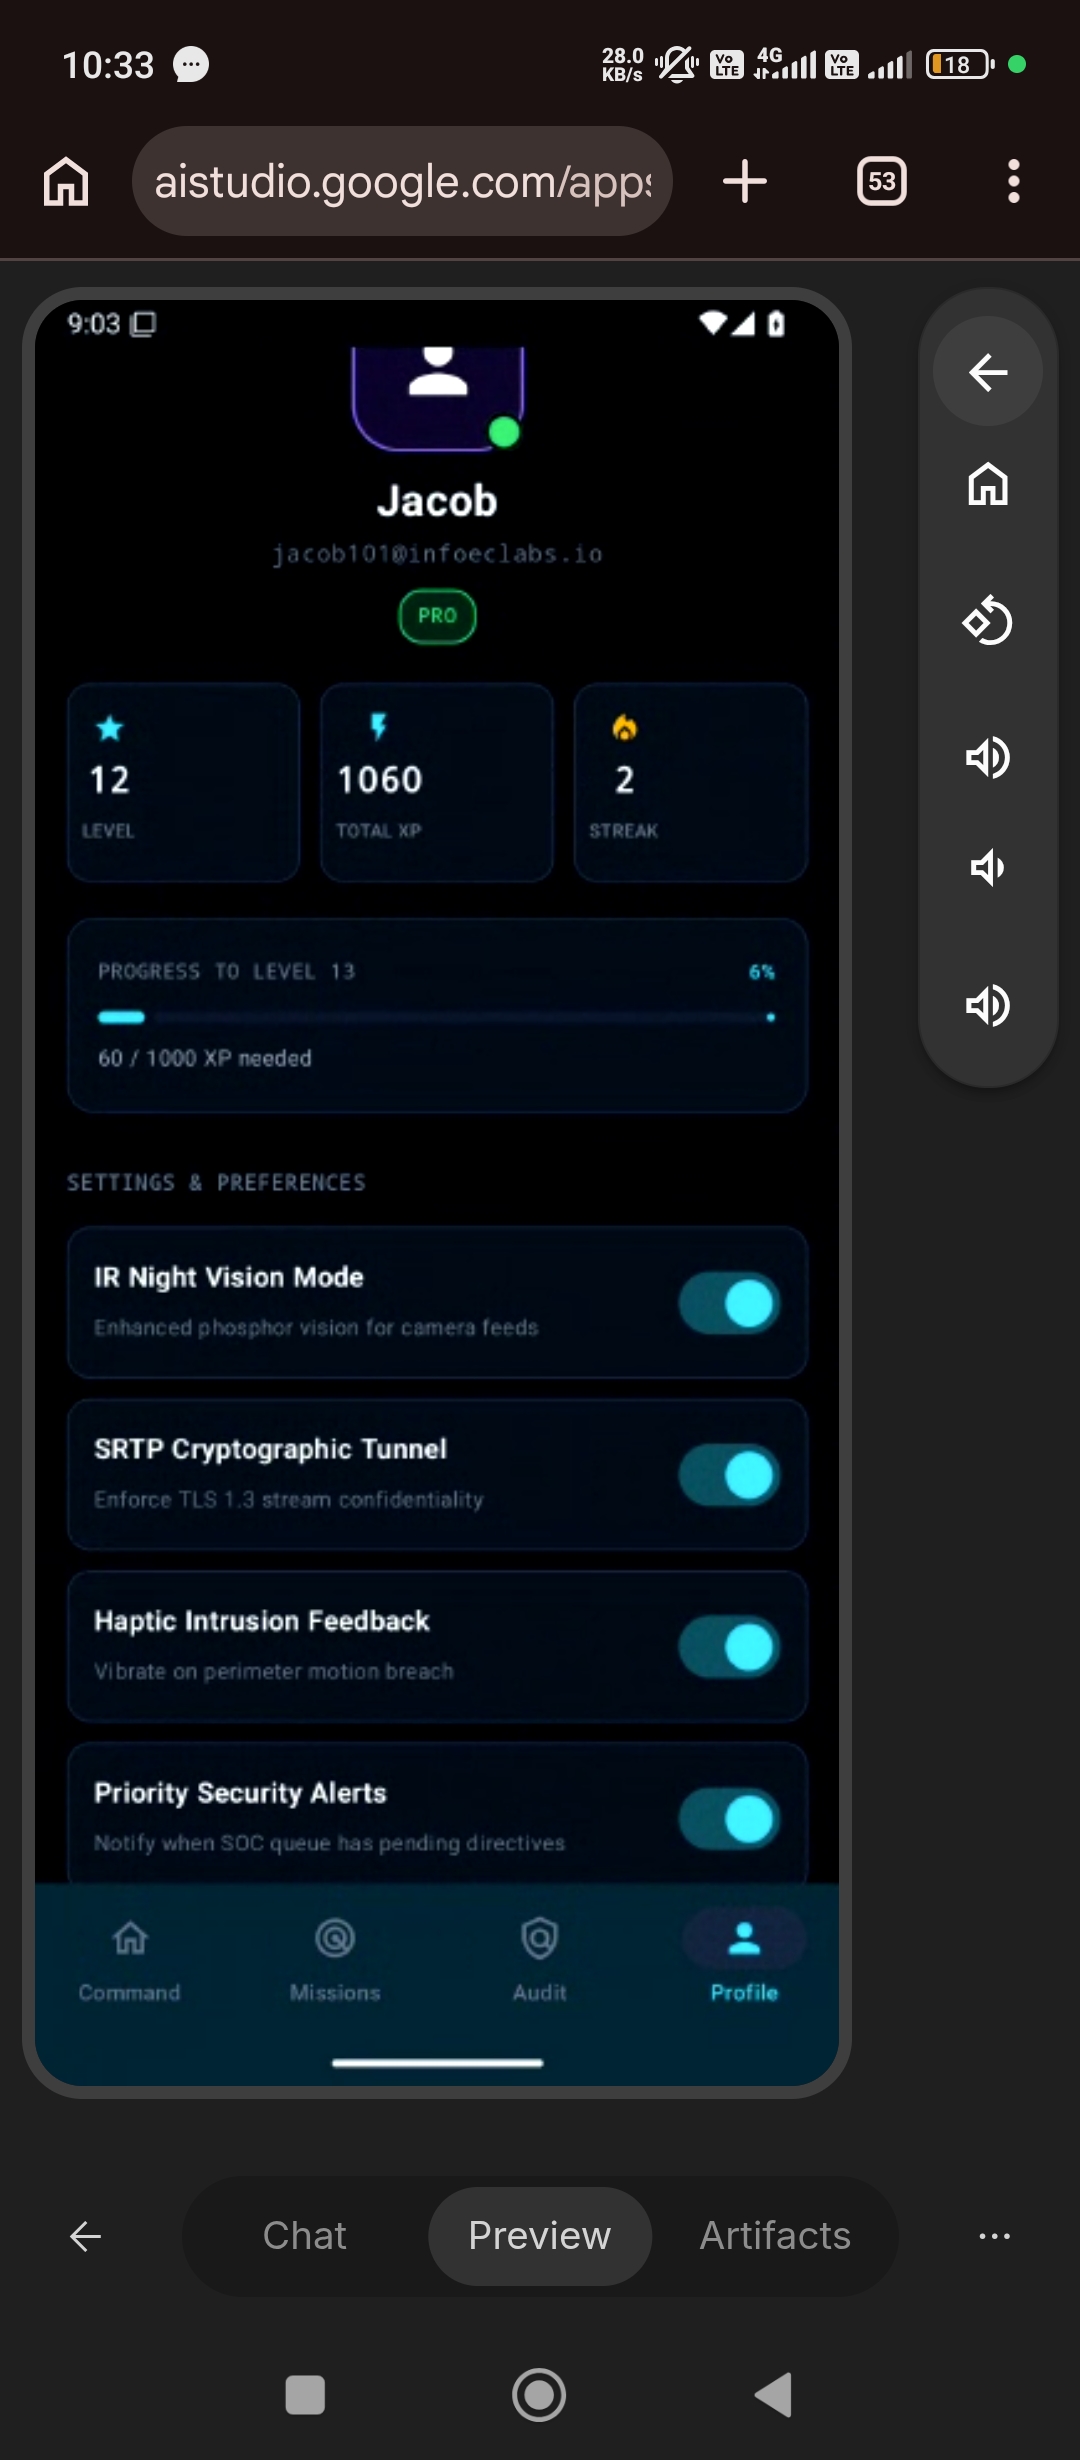 10:33
28.0
KB/s
Vo
LTE
4G
Vo
LTE
18
aistudio.google.com/apps
53
9:03
Jacob
jacob101@infoeclabs.io
PRO
12
1060
2
LEVEL
TOTAL XP
STREAK
PROGRESS TO LEVEL 13
6%
60 / 1000 XP needed
SETTINGS & PREFERENCES
IR Night Vision Mode
Enhanced phosphor vision for camera feeds
SRTP Cryptographic Tunnel
Enforce TLS 1.3 stream confidentiality
Haptic Intrusion Feedback
Vibrate on perimeter motion breach
Priority Security Alerts
Notify when SOC queue has pending directives
Command
Missions
Audit
Profile
Chat
Preview
Artifacts